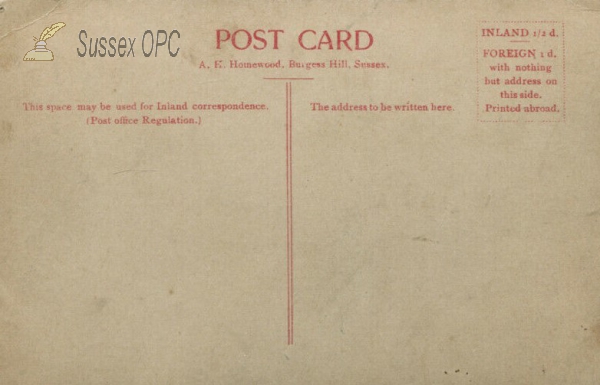 Sussex OPC
POST CARD
A. H. Homewood, Burgess Hill, Sussex.
INLAND 1/2 d.
FOREIGN 1 d.
with nothing
but address on
this side.
Printed abroad.
This space may be used for Inland correspondence.
(Post office Regulation.)
The address to be written here.